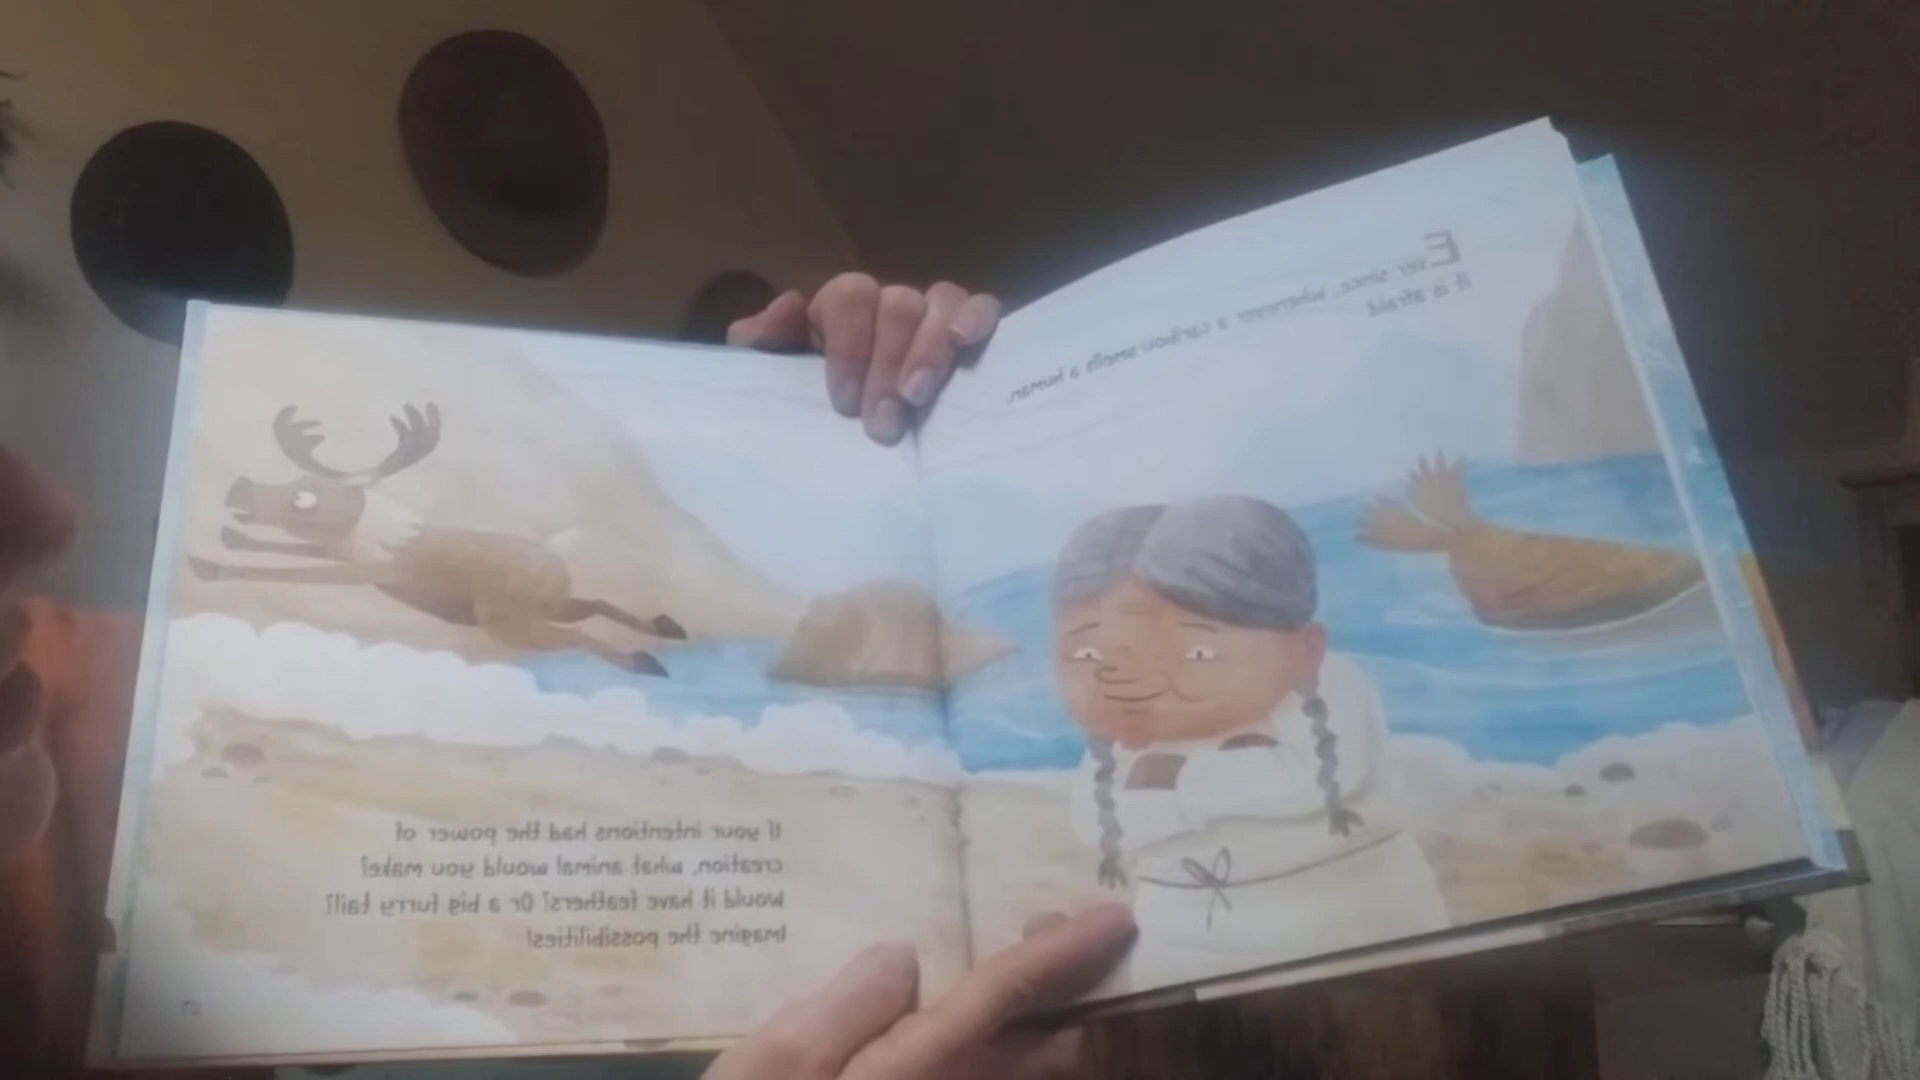 Ever since, whenever a caribou smells a human,
it is afraid.
If your intentions had the power of
creation, what animal would you make?
Would it have feathers? Or a big furry tail?
Imagine the possibilities!